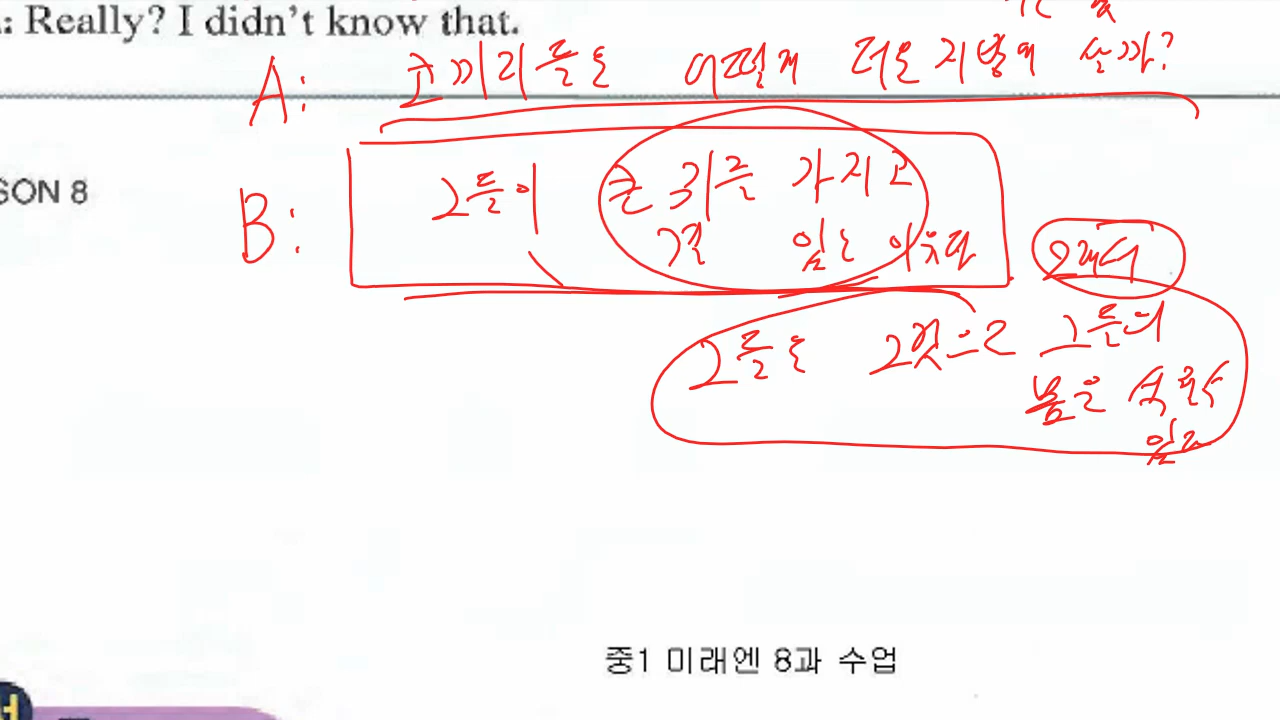 : Really? I didn't know that.
A: 코끼리들은 어떻게 더운 지방에 살까?
SON 8
B: 그들이 큰 귀를 가지고
있는 이유다
그래서
그들은 그것으로 그들의
몸을 식힐 수
있고
중1 미래엔 8과 수업